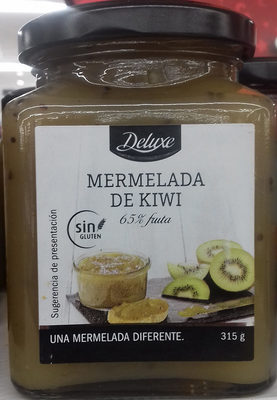 Deluxe
MERMELADA
DE KIWI
65% fruta
sin
GLUTEN
Sugerencia de presentación
UNA MERMELADA DIFERENTE.
315 g